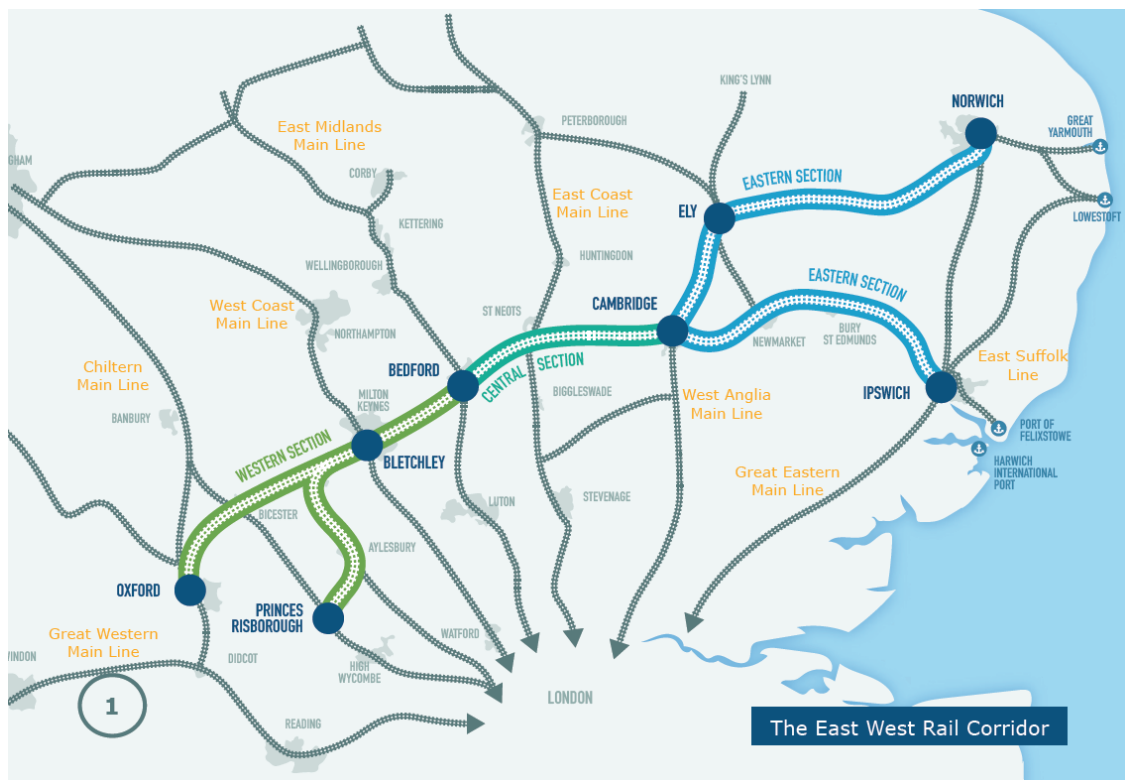 KING'S LYNN
NORWICH
GREAT
YARMOUTH
PETERBOROUGH
East Midlands
Main Line
GHAM
CORBY
EASTERN SECTION
East Coast
Main Line
ELY
LOWESTOFT
KETTERING
HUNTINGDON
WELLINGBOROUGH
EASTERN SECTION
West Coast
Main Line
CAMBRIDGE
ST NEOTS
NORTHAMPTON
NEWMARKET
BURY
ST EDMUNDS
East Suffolk
Line
Chiltern
Main Line
BEDFORD
CENTRAL SECTION
BIGGLESWADE
West Anglia
Main Line
IPSWICH
MILTON
KEYNES
BANBURY
PORT OF
FELIXSTOWE
WESTERN SECTION
BLETCHLEY
HARWICH
INTERNATIONAL
PORT
Great Eastern
Main Line
LUTON
STEVENAGE
BICESTER
AYLESBURY
OXFORD
PRINCES
RISBOROUGH
Great Western
Main Line
WATFORD
WINDON
DIDCOT
HIGH
WYCOMBE
LONDON
1
READING
The East West Rail Corridor